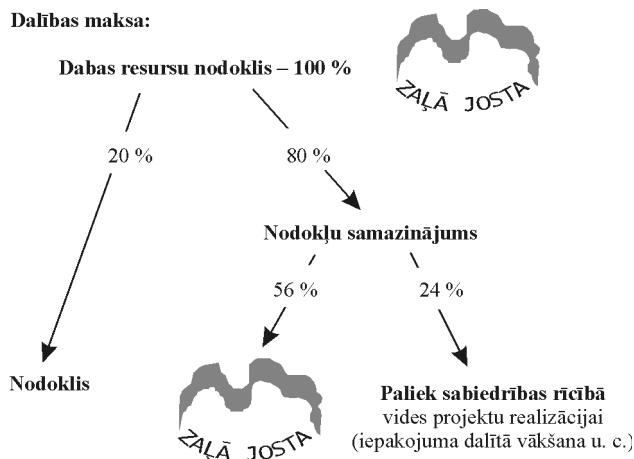 Dalības maksa:
Dabas resursu nodoklis – 100 %
ZAĻĀ JOSTA
20 %
80 %
Nodokļu samazinājums
56 %
24 %
Nodoklis
ZAĻĀ JOSTA
Paliek sabiedrības rīcībā
vides projektu realizācijai
(iepakojuma dalītā vākšana u. c.)